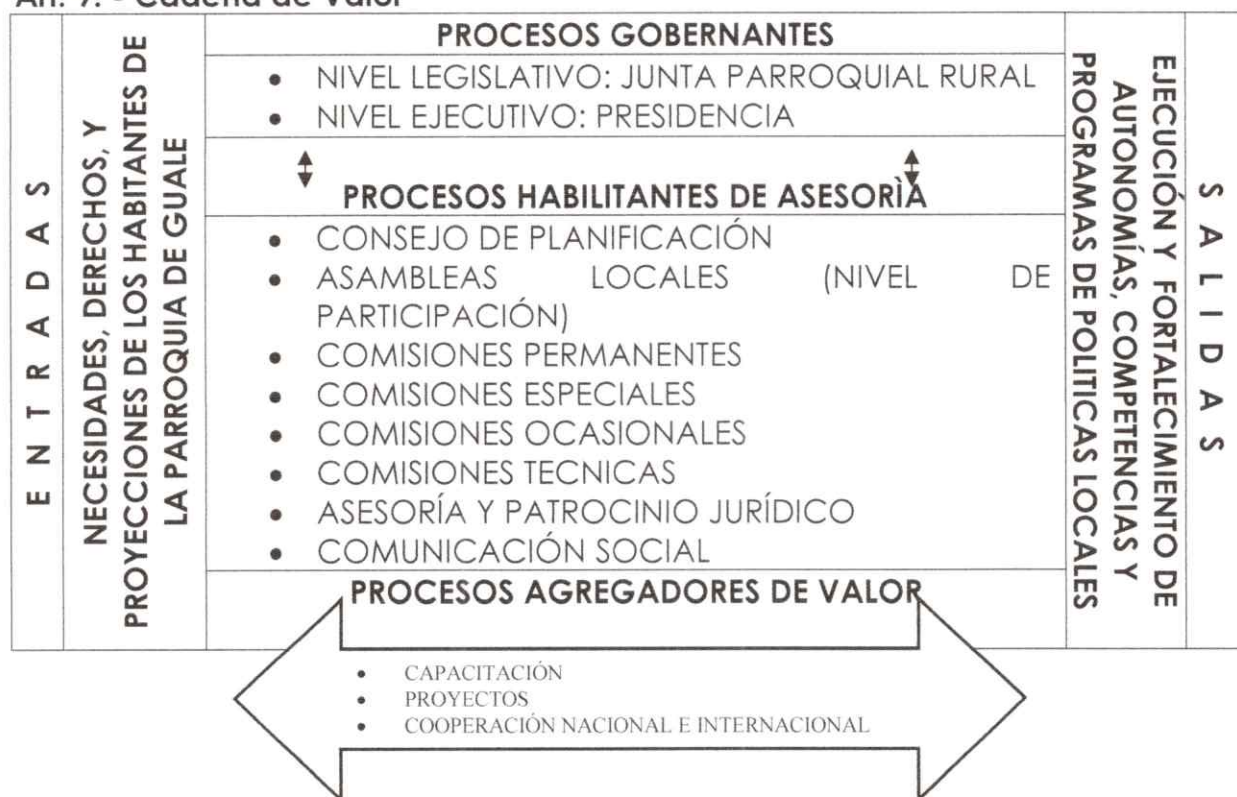 Art. 9. - Cadena de Valor
E N T R A D A S
NECESIDADES, DERECHOS, Y
PROYECCIONES DE LOS HABITANTES DE
LA PARROQUIA DE GUALE
PROCESOS GOBERNANTES
• NIVEL LEGISLATIVO: JUNTA PARROQUIAL RURAL
• NIVEL EJECUTIVO: PRESIDENCIA
PROCESOS HABILITANTES DE ASESORÌA
• CONSEJO DE PLANIFICACIÓN
• ASAMBLEAS LOCALES (NIVEL DE
PARTICIPACIÓN)
• COMISIONES PERMANENTES
• COMISIONES ESPECIALES
• COMISIONES OCASIONALES
• COMISIONES TECNICAS
• ASESORÍA Y PATROCINIO JURÍDICO
• COMUNICACIÓN SOCIAL
PROCESOS AGREGADORES DE VALOR
• CAPACITACIÓN
• PROYECTOS
• COOPERACIÓN NACIONAL E INTERNACIONAL
EJECUCIÓN Y FORTALECIMIENTO DE
AUTONOMÍAS, COMPETENCIAS Y
PROGRAMAS DE POLITICAS LOCALES
S A L I D A S